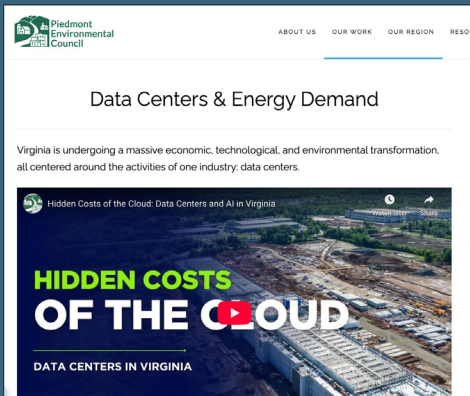 Piedmont
Environmental
Council
ABOUT US OUR WORK OUR REGION RESO
Data Centers & Energy Demand
Virginia is undergoing a massive economic, technological, and environmental transformation,
all centered around the activities of one industry: data centers.
Hidden Costs of the Cloud: Data Centers and AI in Virginia
Watch later Share
HIDDEN COSTS
OF THE CLOUD
DATA CENTERS IN VIRGINIA